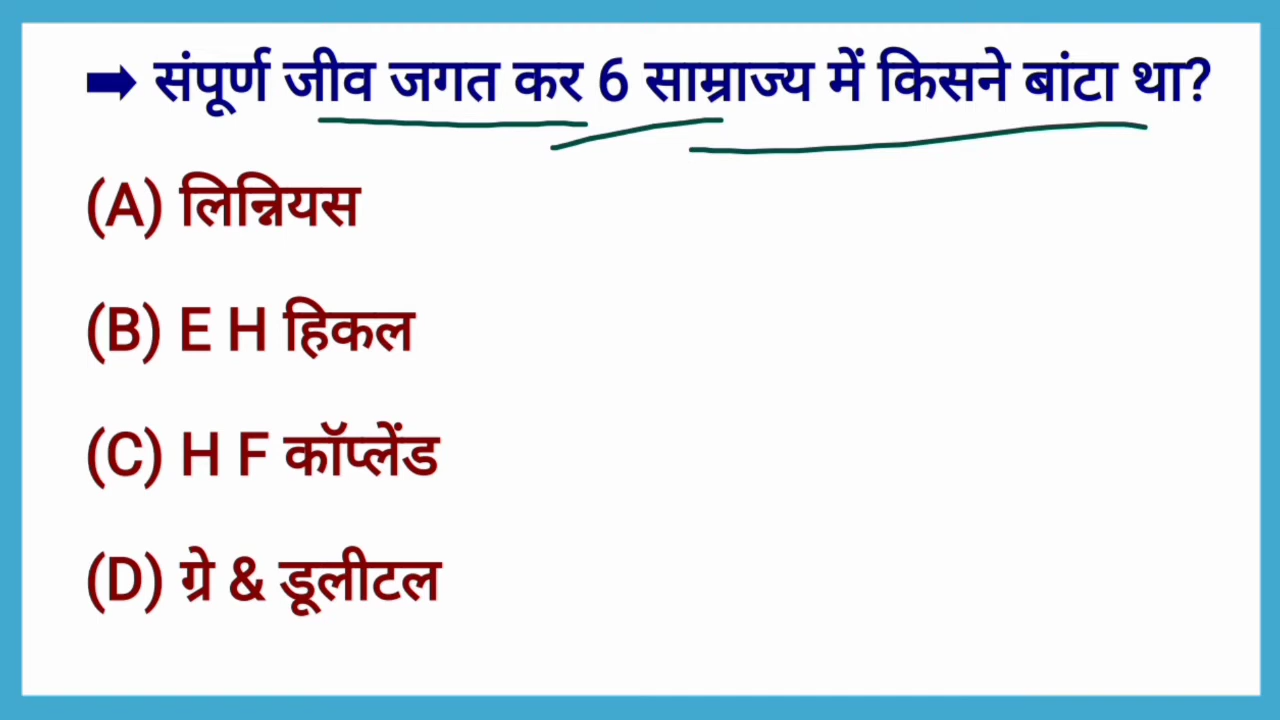 ➡ संपूर्ण जीव जगत कर 6 साम्राज्य में किसने बांटा था?
(A) लिन्नियस
(B) E H हिकल
(C) H F कॉप्लेंड
(D) ग्रे & डूलीटल